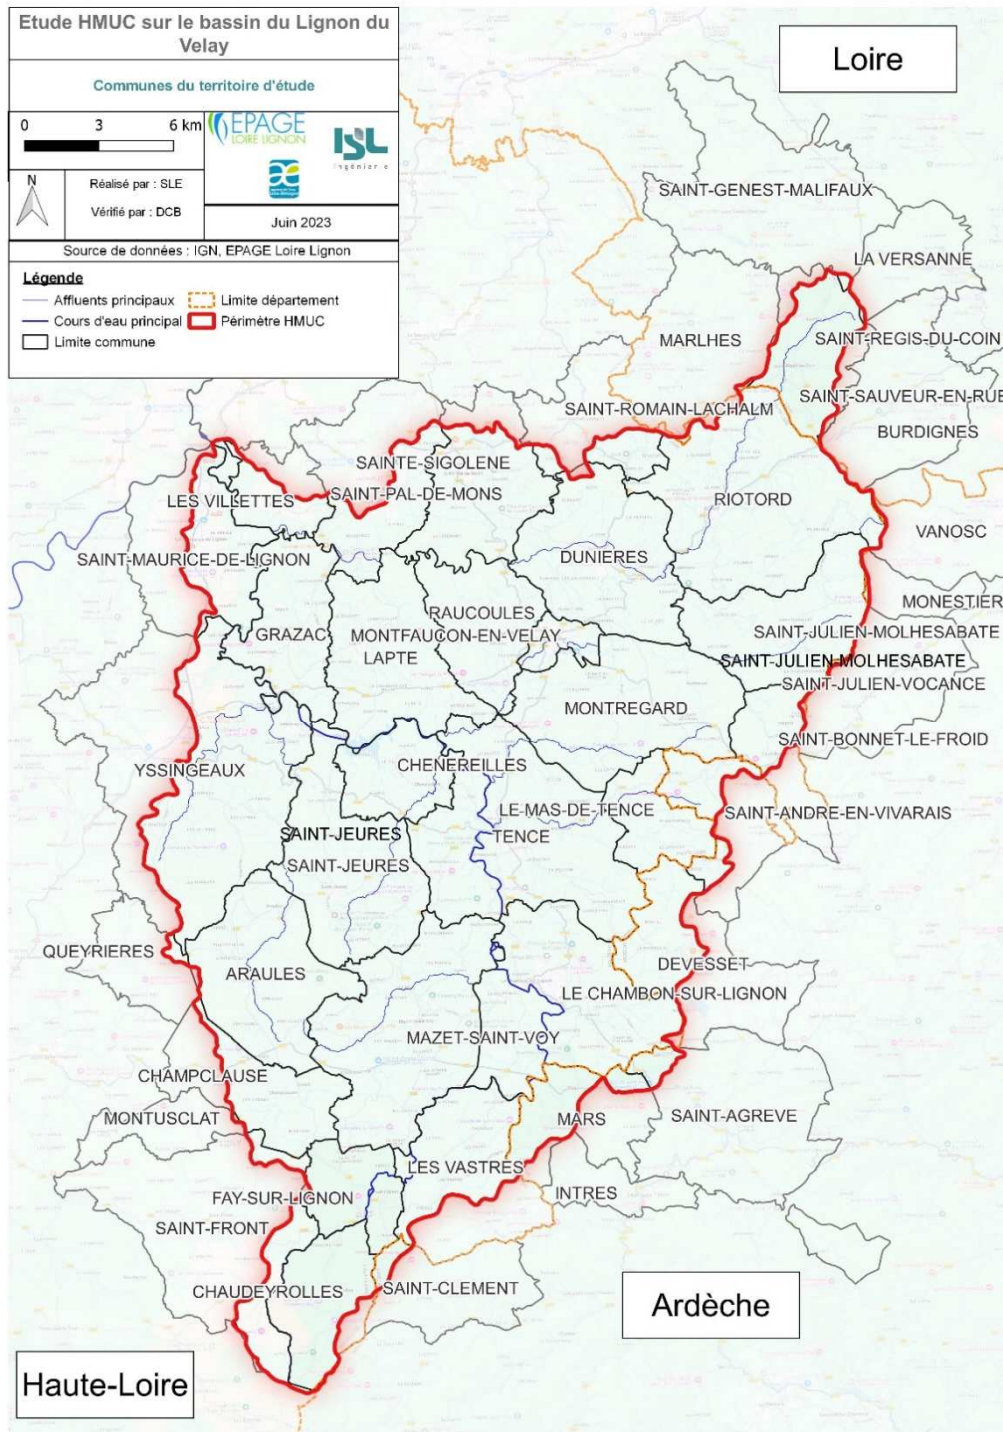 Etude HMUC sur le bassin du Lignon du
Velay
Communes du territoire d'étude
0 3 6 km
EPAGE
LOIRE LIGNON
ISL
Ingénierie
N
Réalisé par : SLE
Vérifié par : DCB
Juin 2023
Source de données : IGN, EPAGE Loire Lignon
Légende
Affluents principaux
Limite département
Cours d'eau principal
Périmètre HMUC
Limite commune
Loire
SAINT-GENEST-MALIFAUX
LA VERSANNE
MARLHES
SAINT-REGIS-DU-COIN
SAINT-SAUVEUR-EN-RUE
SAINT-ROMAIN-LACHALM
BURDIGNES
SAINTE-SIGOLENE
LES VILLETTES
SAINT-PAL-DE-MONS
RIOTORD
VANOSC
SAINT-MAURICE-DE-LIGNON
DUNIERES
MONESTIER
RAUCOULES
GRAZAC
MONTFAUCON-EN-VELAY
SAINT-JULIEN-MOLHESABATE
LAPTE
SAINT-JULIEN-MOLHESABATE
SAINT-JULIEN-VOCANCE
MONTREGARD
SAINT-BONNET-LE-FROID
YSSINGEAUX
CHENEREILLES
LE-MAS-DE-TENCE
SAINT-ANDRE-EN-VIVARAIS
SAINT-JEURES
TENCE
SAINT-JEURES
QUEYRIERES
DEVESSET
ARAULES
LE CHAMBON-SUR-LIGNON
MAZET-SAINT-VOY
CHAMPCLAUSE
MONTUSCLAT
MARS
SAINT-AGREVE
LES VASTRES
FAY-SUR-LIGNON
INTRES
SAINT-FRONT
CHAUDEYROLLES
SAINT-CLEMENT
Ardèche
Haute-Loire